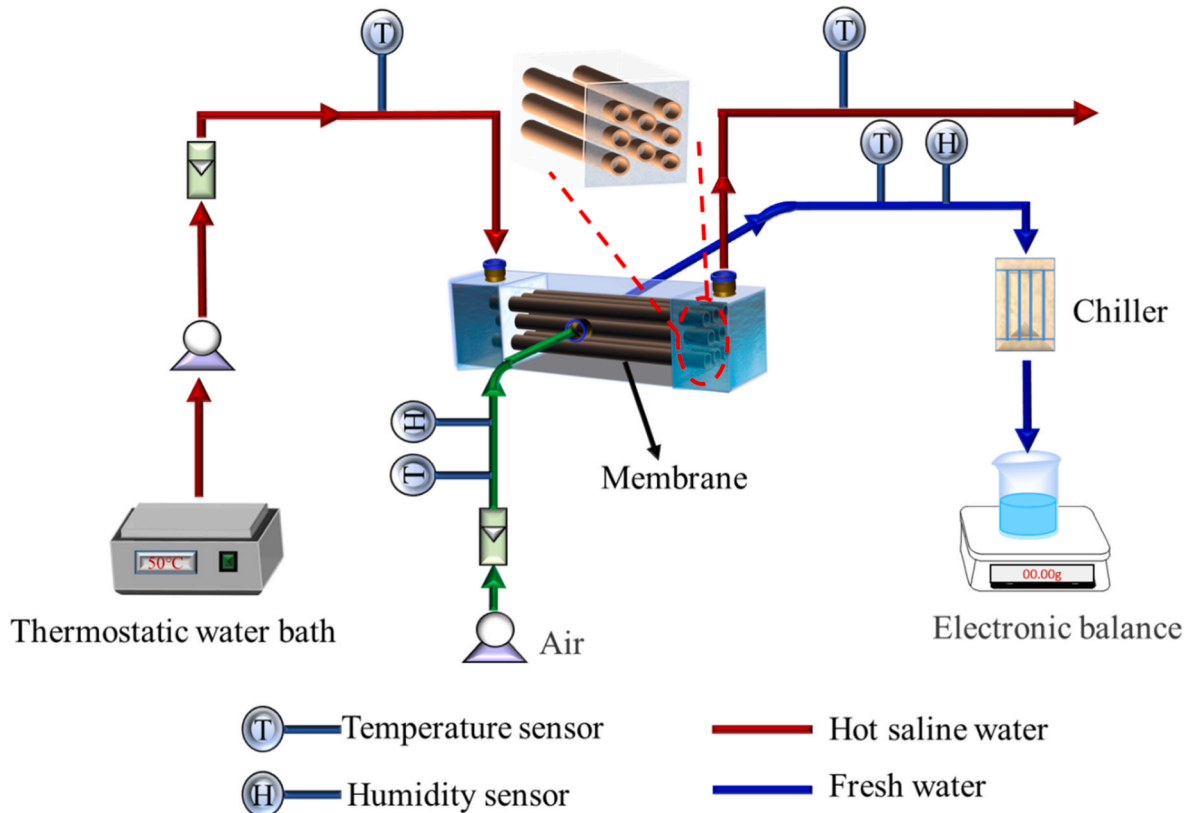 T
T
T
H
Chiller
H
T
Membrane
50°C
00.00g
Thermostatic water bath
Air
Electronic balance
T Temperature sensor
Hot saline water
H Humidity sensor
Fresh water